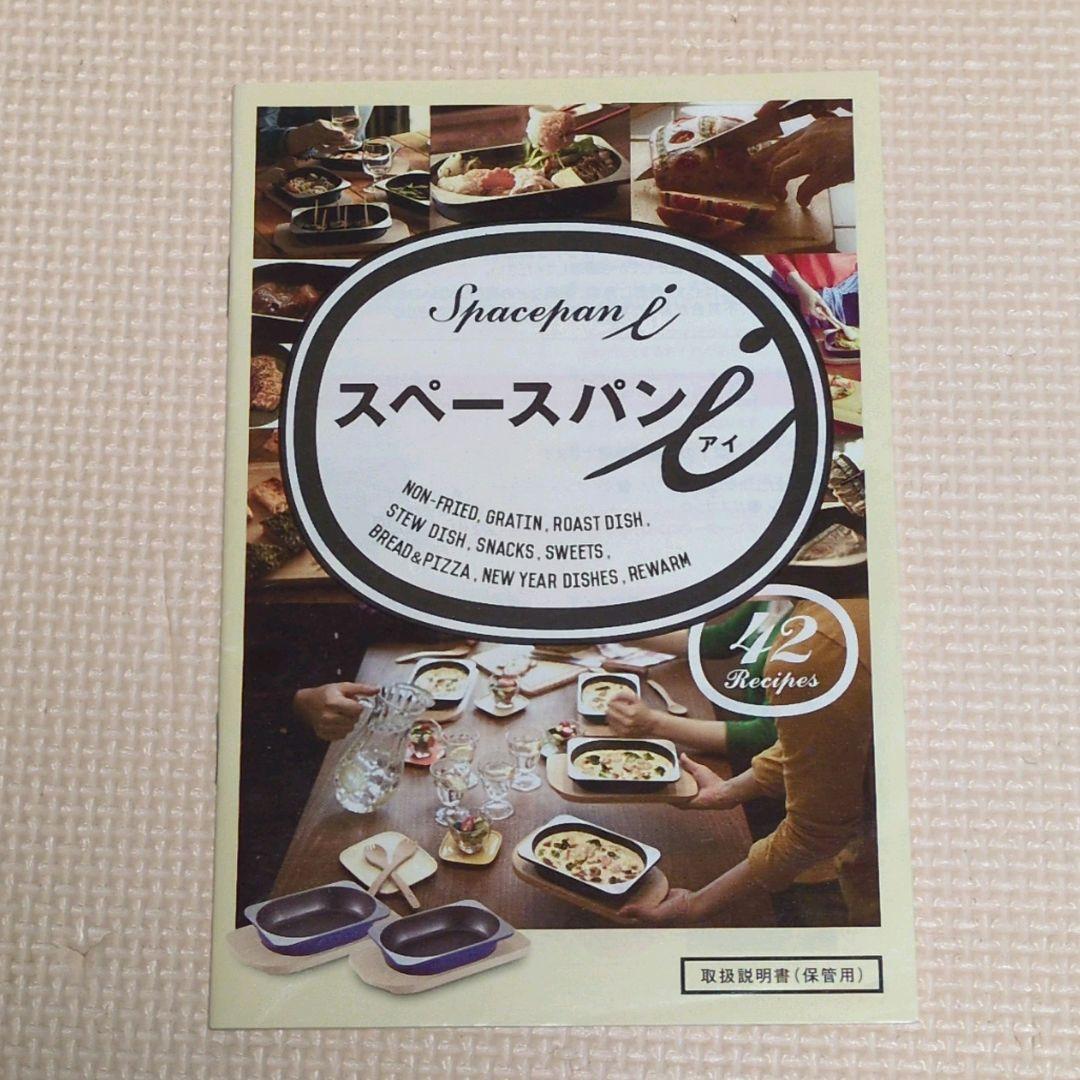 Spacepan i
スペースパン i
アイ
NON-FRIED, GRATIN, ROAST DISH,
STEW DISH, SNACKS, SWEETS,
BREAD&PIZZA, NEW YEAR DISHES, REWARM
42
Recipes
取扱説明書(保管用)